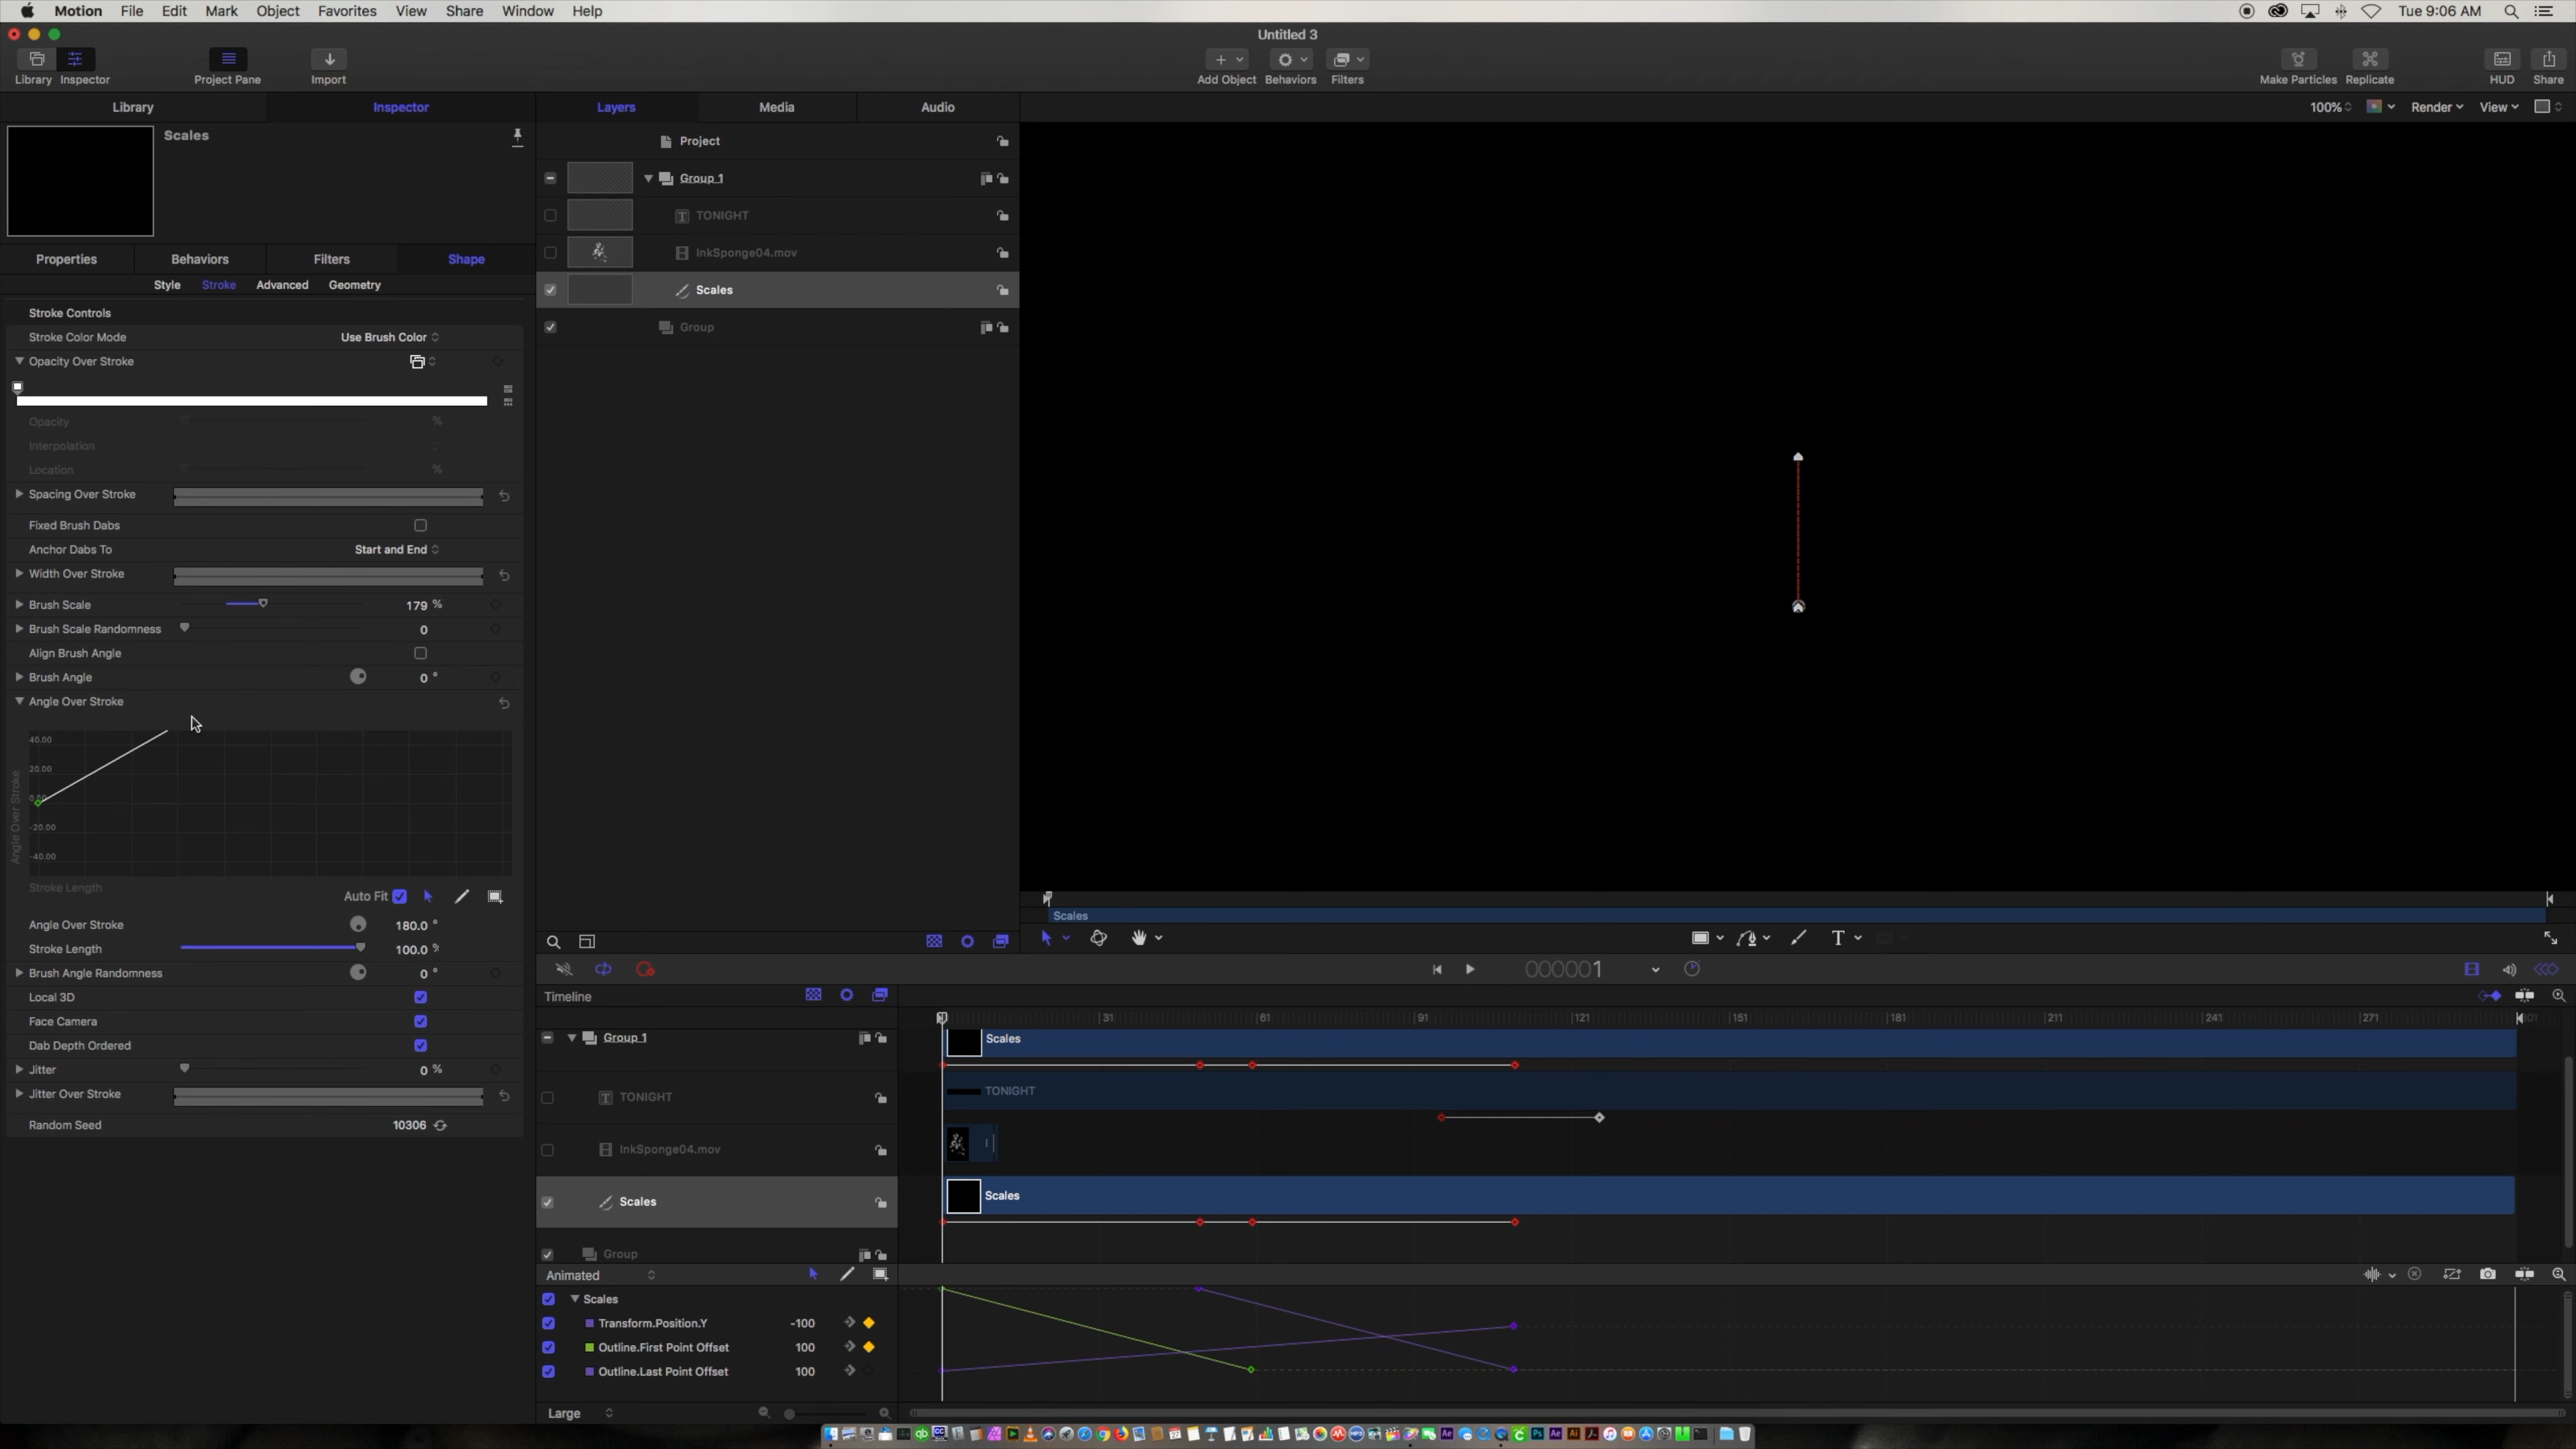 Motion File Edit Mark Object Favorites View Share Window Help Tue 9:06 AM
Untitled 3
Library Inspector Project Pane Import Add Object Behaviors Filters Make Particles Replicate HUD Share
Library Inspector Layers Media Audio 100% Render View
Scales
Project
Group 1
TONIGHT
InkSponge04.mov
Scales
Group
Properties Behaviors Filters Shape
Style Stroke Advanced Geometry
Stroke Controls
Stroke Color Mode Use Brush Color
Opacity Over Stroke
Opacity %
Interpolation
Location %
Spacing Over Stroke
Fixed Brush Dabs
Anchor Dabs To Start and End
Width Over Stroke
Brush Scale 179 %
Brush Scale Randomness 0
Align Brush Angle
Brush Angle 0 °
Angle Over Stroke
40.00
20.00
0.00
-20.00
-40.00
Angle Over Stroke
Stroke Length
Auto Fit
Angle Over Stroke 180.0 °
Stroke Length 100.0 %
Brush Angle Randomness 0 °
Local 3D
Face Camera
Dab Depth Ordered
Jitter 0 %
Jitter Over Stroke
Random Seed 10306
Scales
T
000001
Timeline
31 61 91 121 151 181 211 241 271 301
Group 1 Scales
TONIGHT TONIGHT
InkSponge04.mov
Scales Scales
Group
Animated
Scales
Transform.Position.Y -100
Outline.First Point Offset 100
Outline.Last Point Offset 100
Large